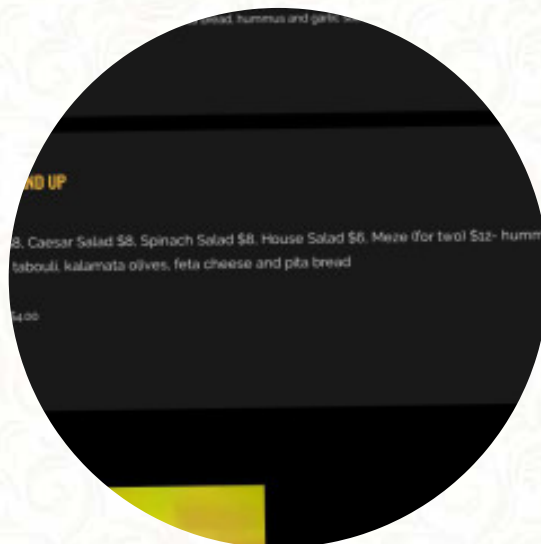 bread, hummus and garlic
ND UP
8, Caesar Salad $8, Spinach Salad $8, House Salad $6, Meze (for two) $12- humm
tabouli, kalamata olives, feta cheese and pita bread
$4.00